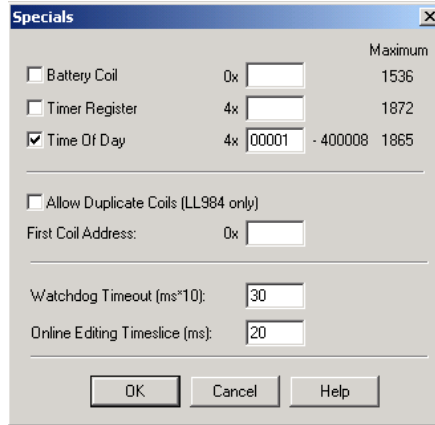 Specials
Maximum
Battery Coil 0x 1536
Timer Register 4x 1872
Time Of Day 4x 00001 - 400008 1865
Allow Duplicate Coils (LL984 only)
First Coil Address: 0x
Watchdog Timeout (ms*10): 30
Online Editing Timeslice (ms): 20
OK Cancel Help